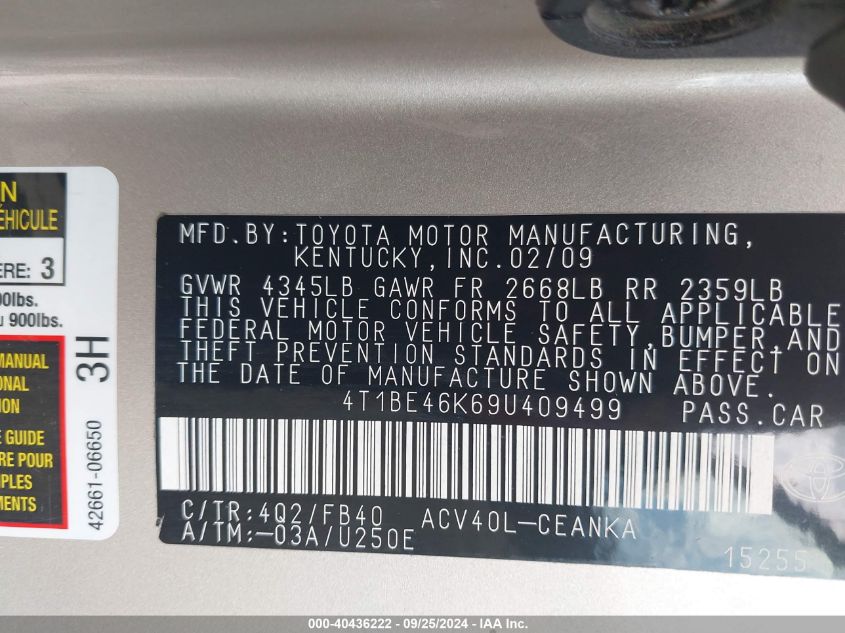 N
ÉHICULE
ERE: 3
00lbs.
u 900lbs.
MANUAL
ONAL
ION
E GUIDE
RE POUR
PLES
MENTS
3H
42661-06650
MFD.BY:TOYOTA MOTOR MANUFACTURING,
KENTUCKY,INC.02/09
GVWR 4345LB GAWR FR 2668LB RR 2359LB
THIS VEHICLE CONFORMS TO ALL APPLICABLE
FEDERAL MOTOR VEHICLE SAFETY,BUMPER,AND
THEFT PREVENTION STANDARDS IN EFFECT ON
THE DATE OF MANUFACTURE SHOWN ABOVE.
4T1BE46K69U409499 PASS.CAR
C/TR:4Q2/FB40 ACV40L-CEANKA
A/TM:-03A/U250E
15255
000-40436222 - 09/25/2024 - IAA Inc.